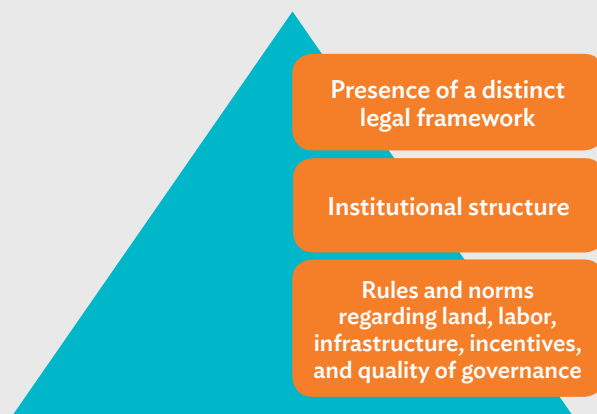 Presence of a distinct
legal framework
Institutional structure
Rules and norms
regarding land, labor,
infrastructure, incentives,
and quality of governance